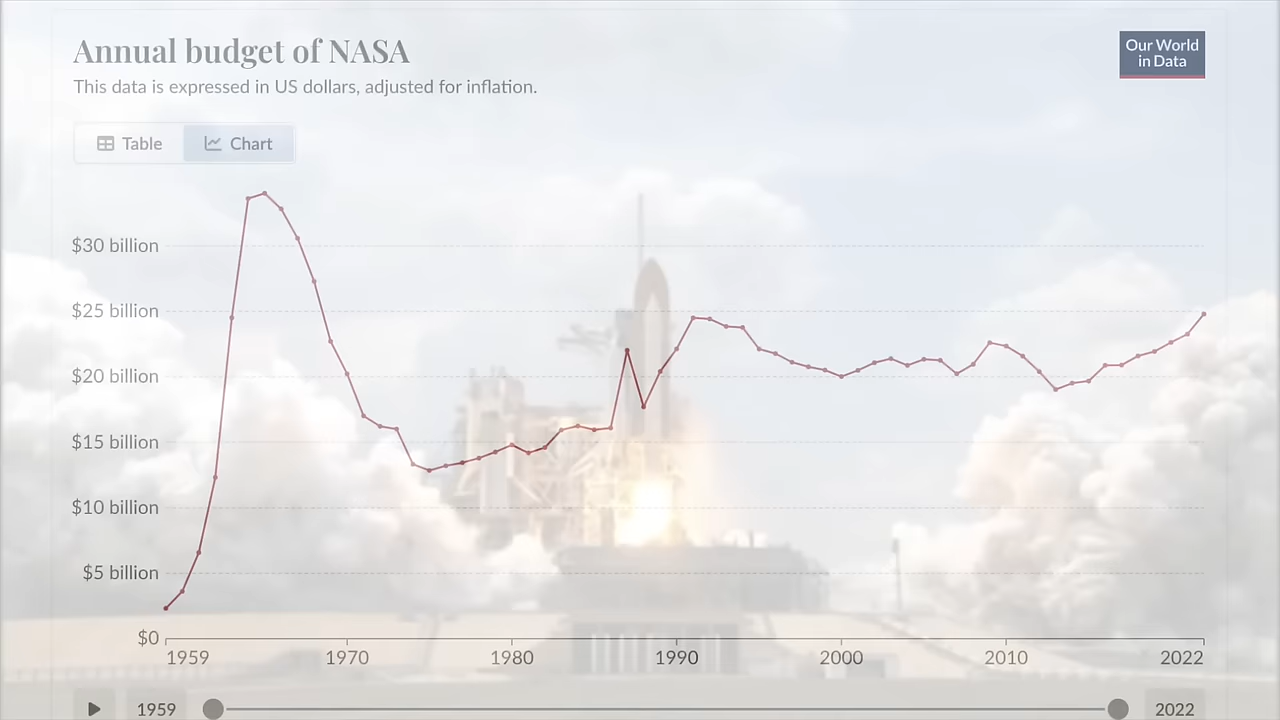 Annual budget of NASA
This data is expressed in US dollars, adjusted for inflation.
Our World
in Data
Table
Chart
$30 billion
$25 billion
$20 billion
$15 billion
$10 billion
$5 billion
$0
1959
1970
1980
1990
2000
2010
2022
1959
2022